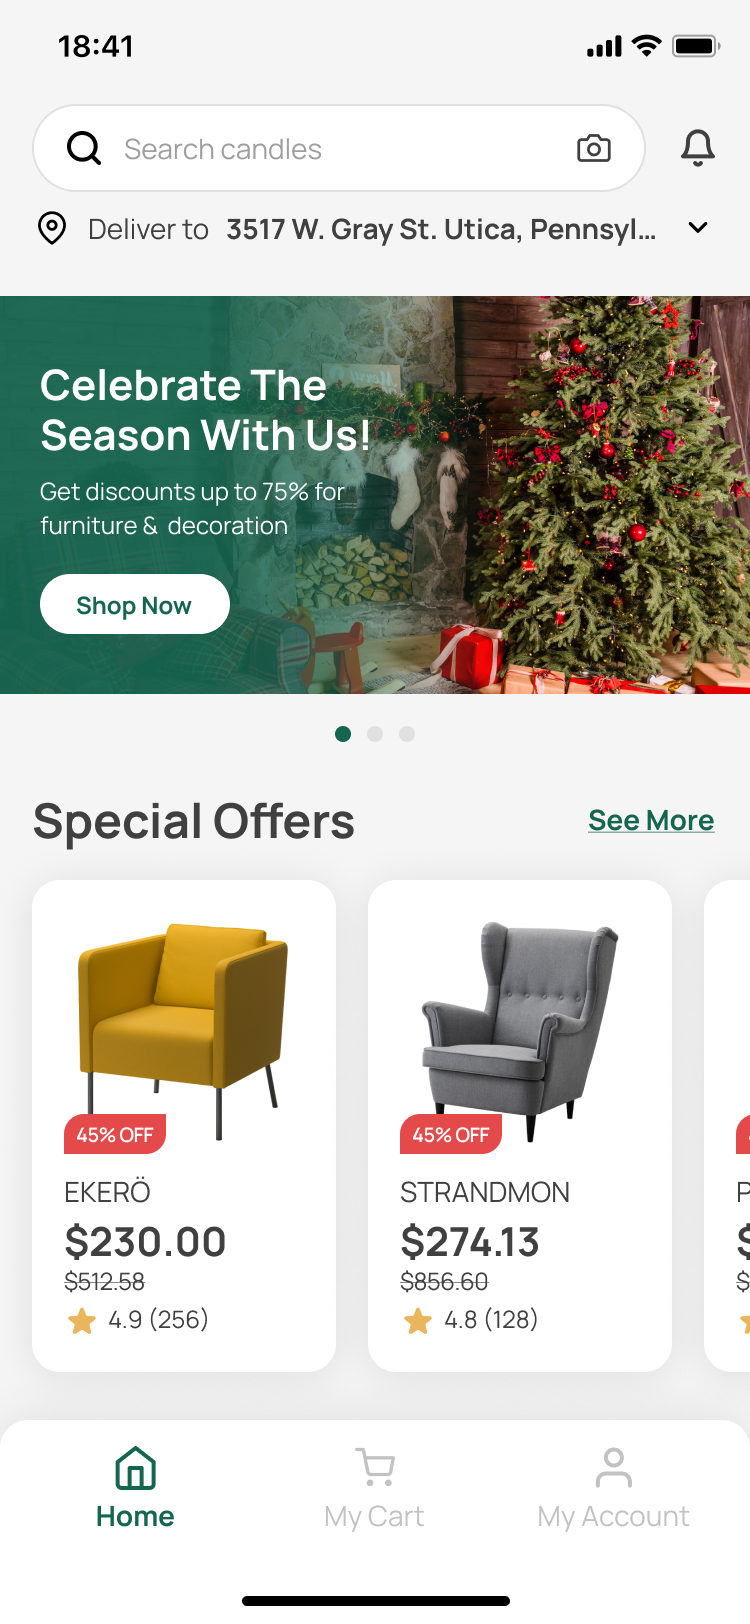 18:41
Search candles
Deliver to 3517 W. Gray St. Utica, Pennsyl...
Celebrate The
Season With Us!
Get discounts up to 75% for
furniture & decoration
Shop Now
Special Offers
See More
45% OFF
EKERÖ
$230.00
$512.58
4.9 (256)
45% OFF
STRANDMON
$274.13
$856.60
4.8 (128)
P
$
$
Home
My Cart
My Account